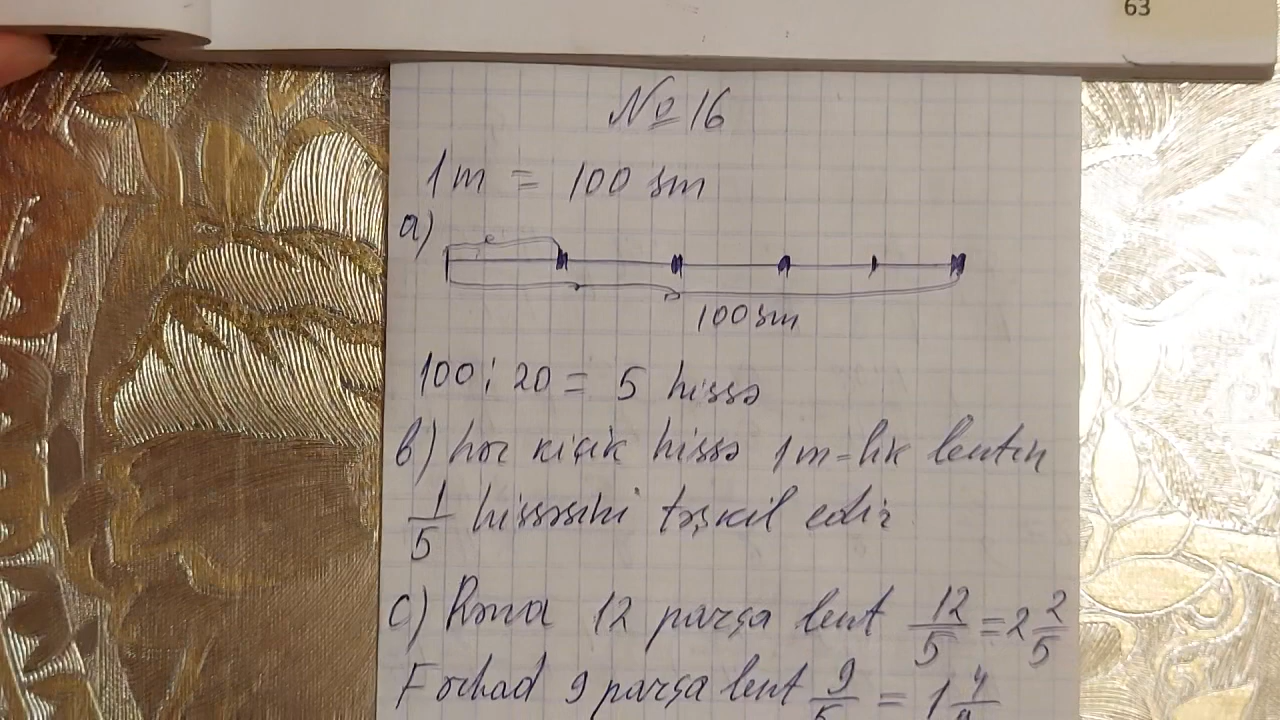 63
№ 16
1m = 100 sm
a)
100 sm
100 : 20 = 5 hissə
b) hər kiçik hissə 1m-lik lentin
1/5 hissəsini təşkil edir
c) Rəna 12 parça lent 12/5 = 2 2/5
Fərhad 9 parça lent 9/5 = 1 4/9